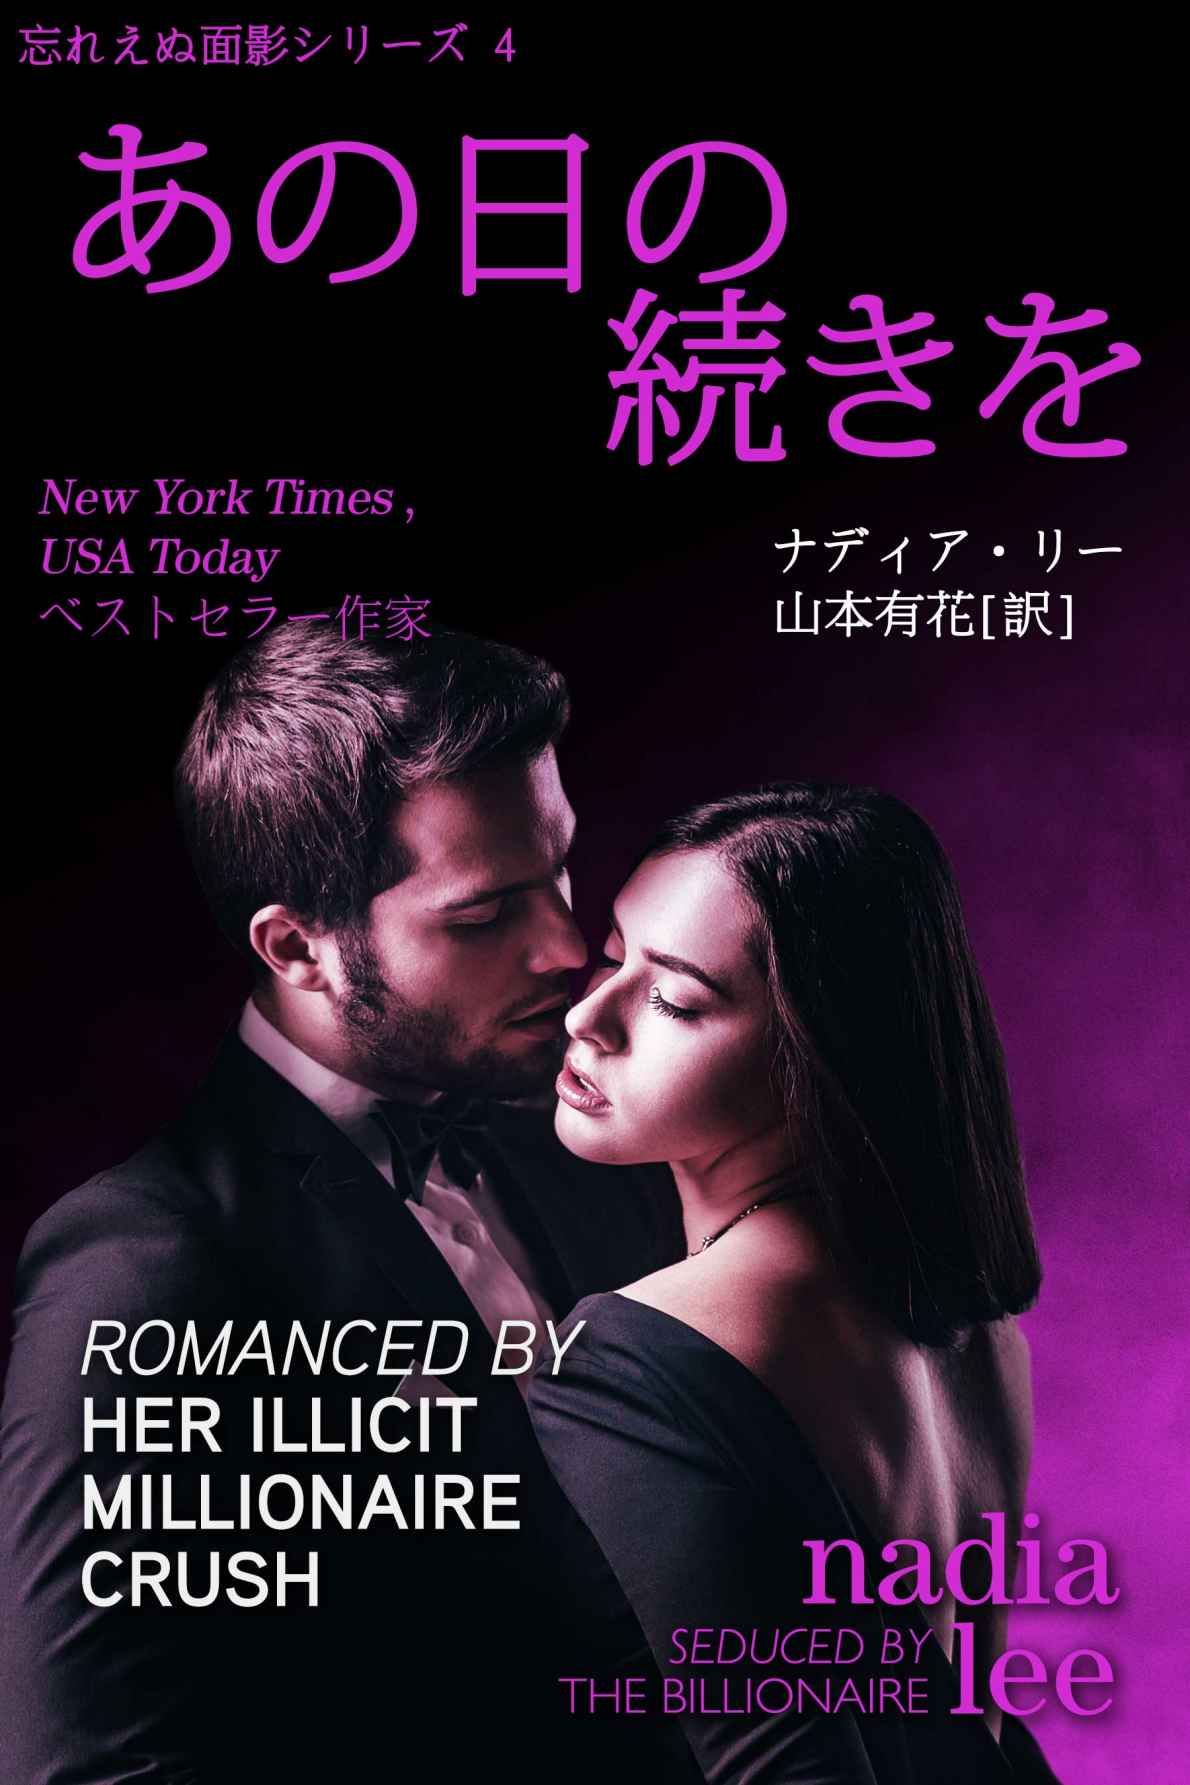 忘れえぬ面影シリーズ 4
あの日の
続きを
New York Times,
USA Today
ベストセラー作家
ナディア・リー
山本有花[訳]
ROMANCED BY
HER ILLICIT
MILLIONAIRE
CRUSH
nadia
lee
SEDUCED BY
THE BILLIONAIRE